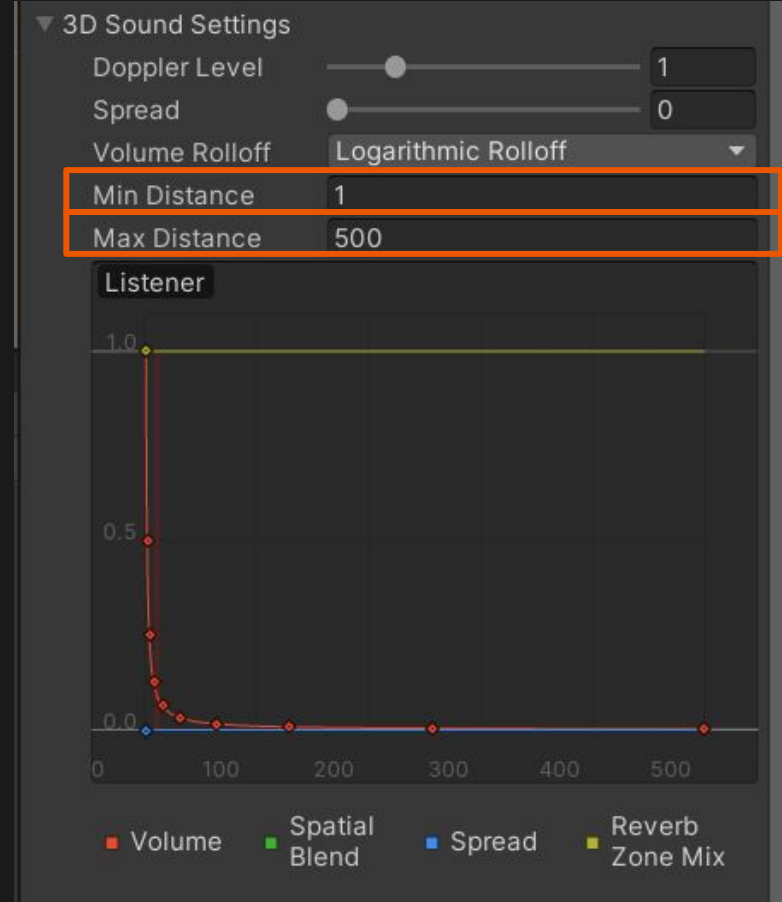 3D Sound Settings
Doppler Level 1
Spread 0
Volume Rolloff Logarithmic Rolloff
Min Distance 1
Max Distance 500
Listener
1.0
0.5
0.0
0 100 200 300 400 500
Volume
Spatial
Blend
Spread
Reverb
Zone Mix